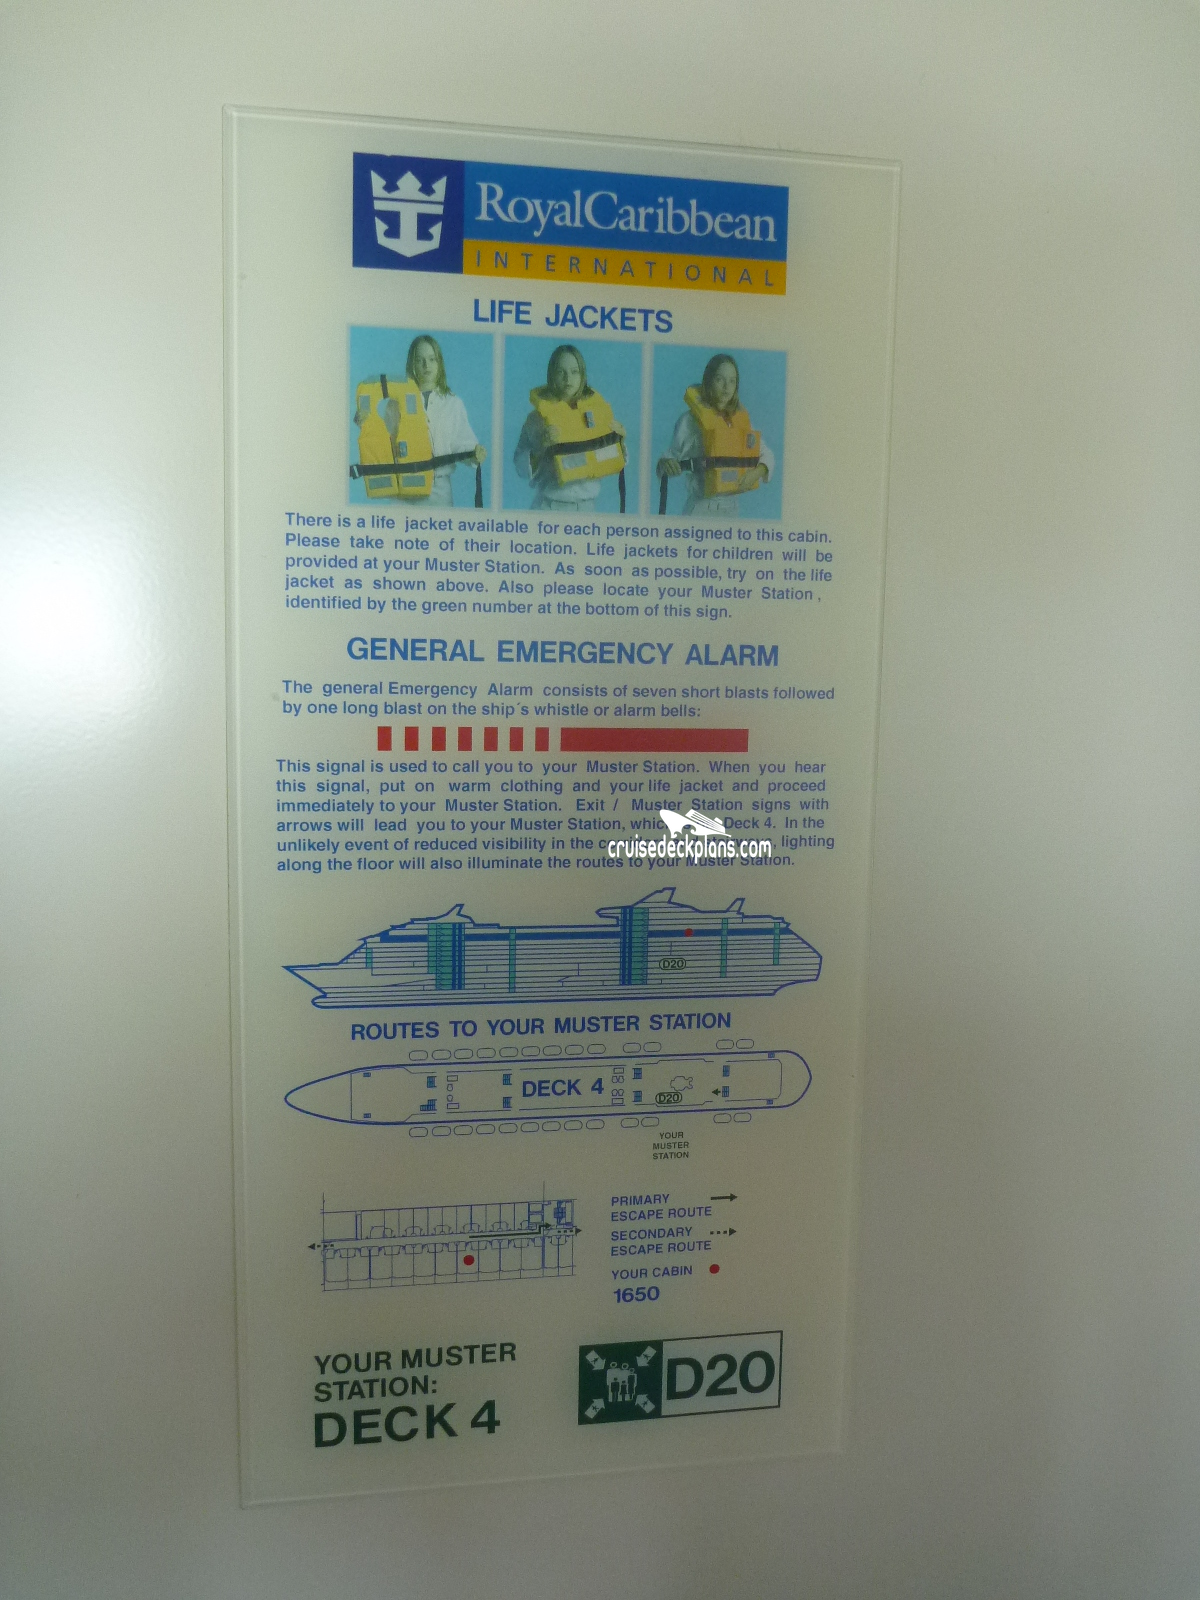 RoyalCaribbean
INTERNATIONAL
LIFE JACKETS
There is a life jacket available for each person assigned to this cabin.
Please take note of their location. Life jackets for children will be
provided at your Muster Station. As soon as possible, try on the life
jacket as shown above. Also please locate your Muster Station,
identified by the green number at the bottom of this sign.
GENERAL EMERGENCY ALARM
The general Emergency Alarm consists of seven short blasts followed
by one long blast on the ship's whistle or alarm bells:
This signal is used to call you to your Muster Station. When you hear
this signal, put on warm clothing and your life jacket and proceed
immediately to your Muster Station. Exit / Muster Station signs with
arrows will lead you to your Muster Station, Deck 4. In the
unlikely event of reduced visibility in the lighting
cruisedeckplans.com
along the floor will also illuminate the routes to your Muster Station.
D20
ROUTES TO YOUR MUSTER STATION
DECK 4
D20
YOUR
MUSTER
STATION
PRIMARY
ESCAPE ROUTE
SECONDARY
ESCAPE ROUTE
YOUR CABIN
1650
YOUR MUSTER
STATION:
DECK 4
D20